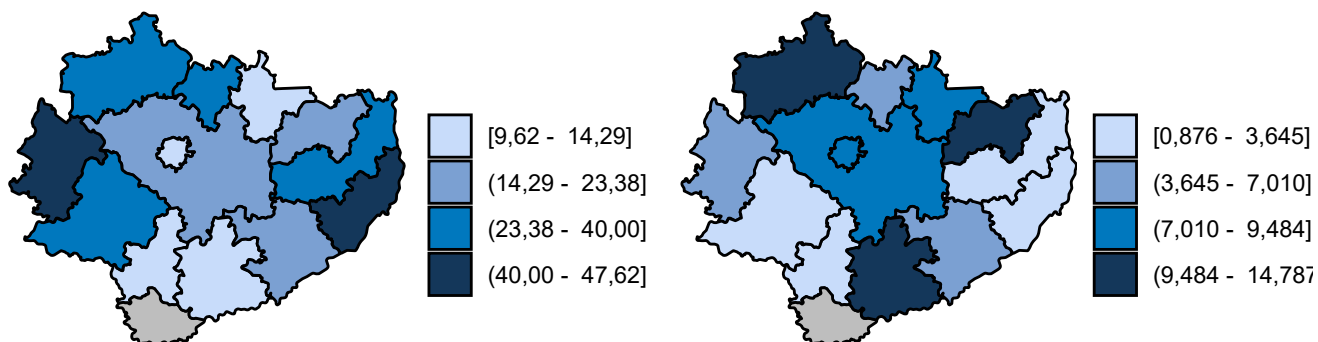 [9,62 - 14,29]
(14,29 - 23,38]
(23,38 - 40,00]
(40,00 - 47,62]
[0,876 - 3,645]
(3,645 - 7,010]
(7,010 - 9,484]
(9,484 - 14,787